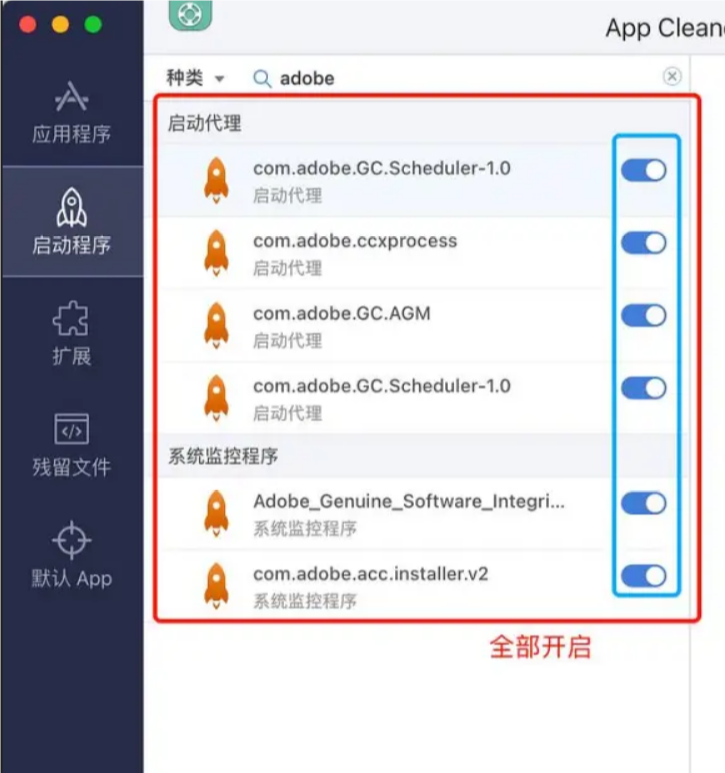 App Clean
种类
adobe
应用程序
启动程序
扩展
残留文件
默认 App
启动代理
com.adobe.GC.Scheduler-1.0
启动代理
com.adobe.ccxprocess
启动代理
com.adobe.GC.AGM
启动代理
com.adobe.GC.Scheduler-1.0
启动代理
系统监控程序
Adobe_Genuine_Software_Integri...
系统监控程序
com.adobe.acc.installer.v2
系统监控程序
全部开启